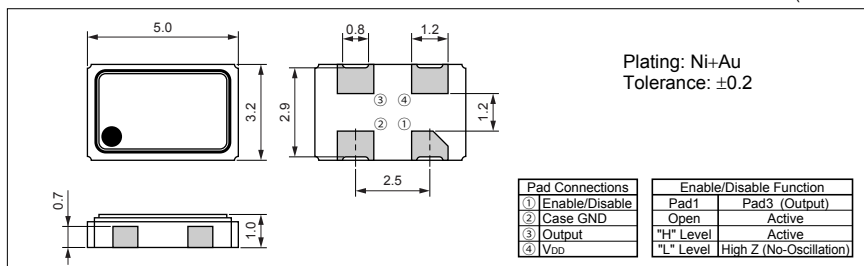 5.0
0.8
1.2
Plating: Ni+Au
Tolerance: ±0.2
3.2
2.9
③ ④
② ①
1.2
2.5
0.7
1.0
Pad Connections
① Enable/Disable
② Case GND
③ Output
④ VDD
Enable/Disable Function
Pad1 Pad3 (Output)
Open Active
"H" Level Active
"L" Level High Z (No-Oscillation)